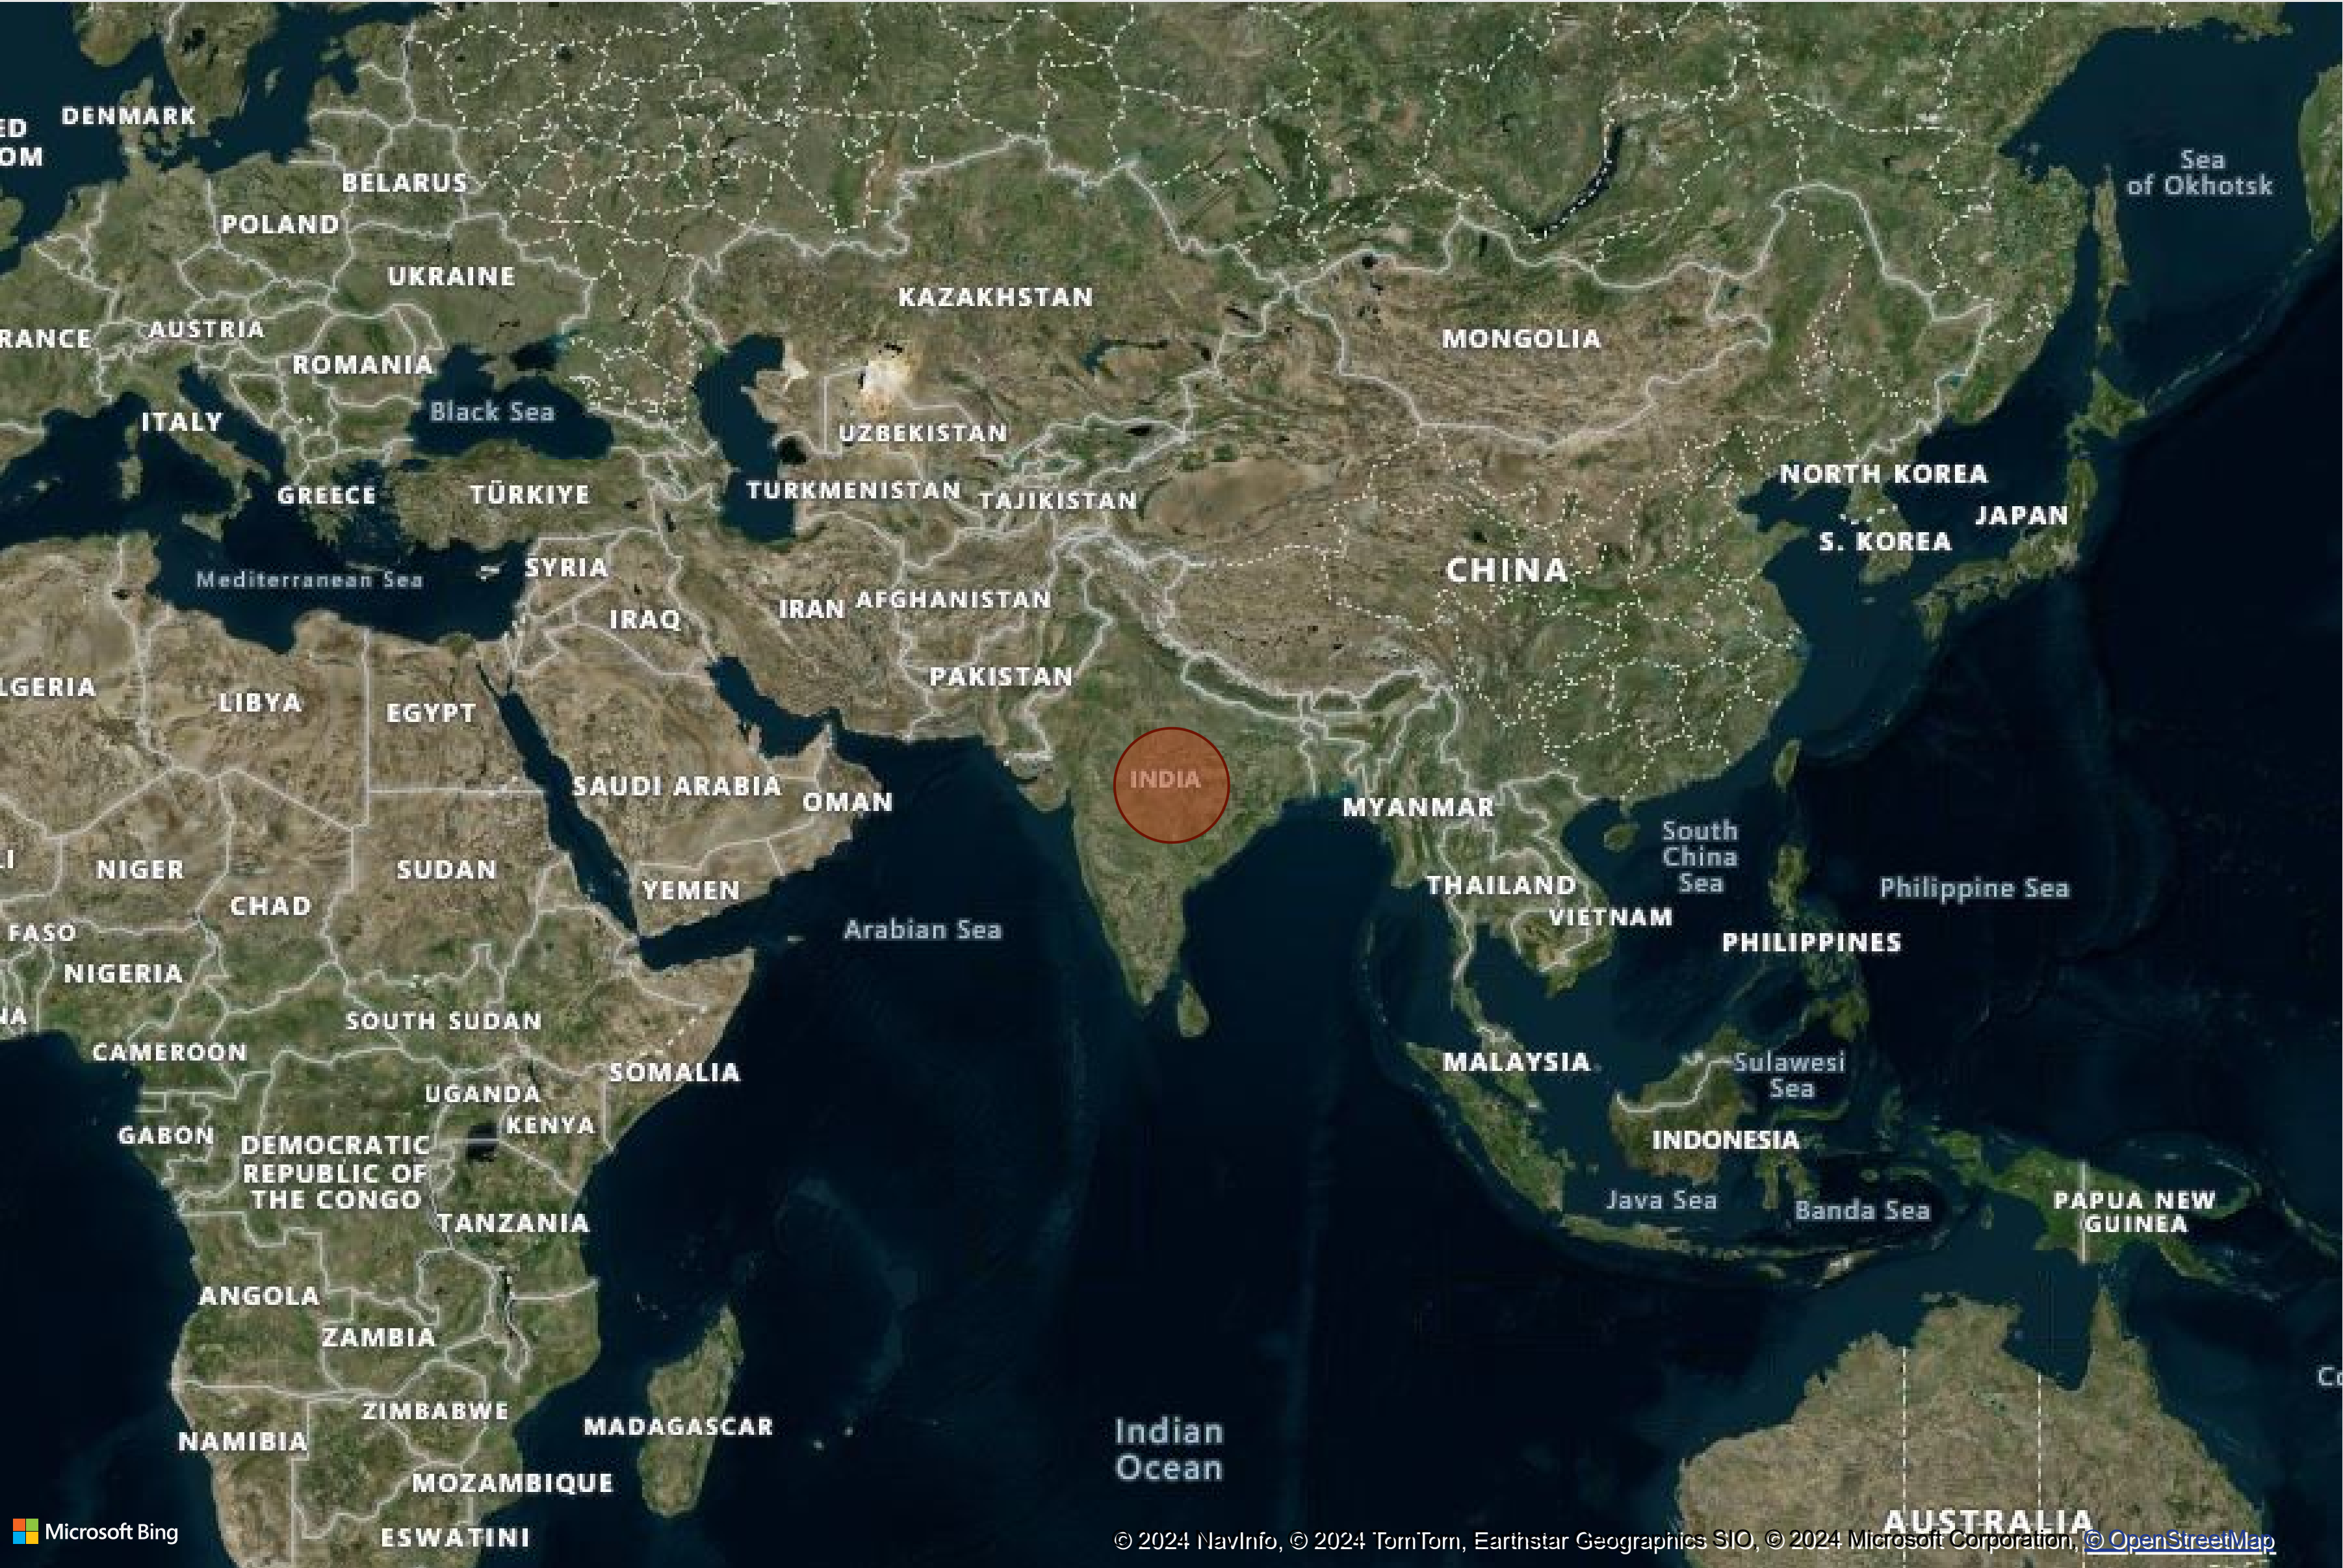 DENMARK
ED
OM
Sea
of Okhotsk
BELARUS
POLAND
UKRAINE
KAZAKHSTAN
AUSTRIA
RANCE
MONGOLIA
ROMANIA
Black Sea
ITALY
UZBEKISTAN
NORTH KOREA
TURKMENISTAN
TAJIKISTAN
GREECE
TÜRKIYE
JAPAN
S. KOREA
SYRIA
CHINA
Mediterranean Sea
AFGHANISTAN
IRAN
IRAQ
PAKISTAN
LGERIA
LIBYA
EGYPT
INDIA
SAUDI ARABIA
OMAN
MYANMAR
South
China
Sea
LI
NIGER
SUDAN
YEMEN
THAILAND
Philippine Sea
CHAD
VIETNAM
FASO
Arabian Sea
PHILIPPINES
NIGERIA
NA
SOUTH SUDAN
CAMEROON
SOMALIA
MALAYSIA
Sulawesi
Sea
UGANDA
KENYA
GABON
DEMOCRATIC
REPUBLIC OF
THE CONGO
INDONESIA
Java Sea
Banda Sea
PAPUA NEW
GUINEA
TANZANIA
ANGOLA
ZAMBIA
Co
ZIMBABWE
MADAGASCAR
Indian
Ocean
NAMIBIA
MOZAMBIQUE
AUSTRALIA
ESWATINI
Microsoft Bing
© 2024 NavInfo, © 2024 TomTom, Earthstar Geographics SIO, © 2024 Microsoft Corporation, © OpenStreetMap